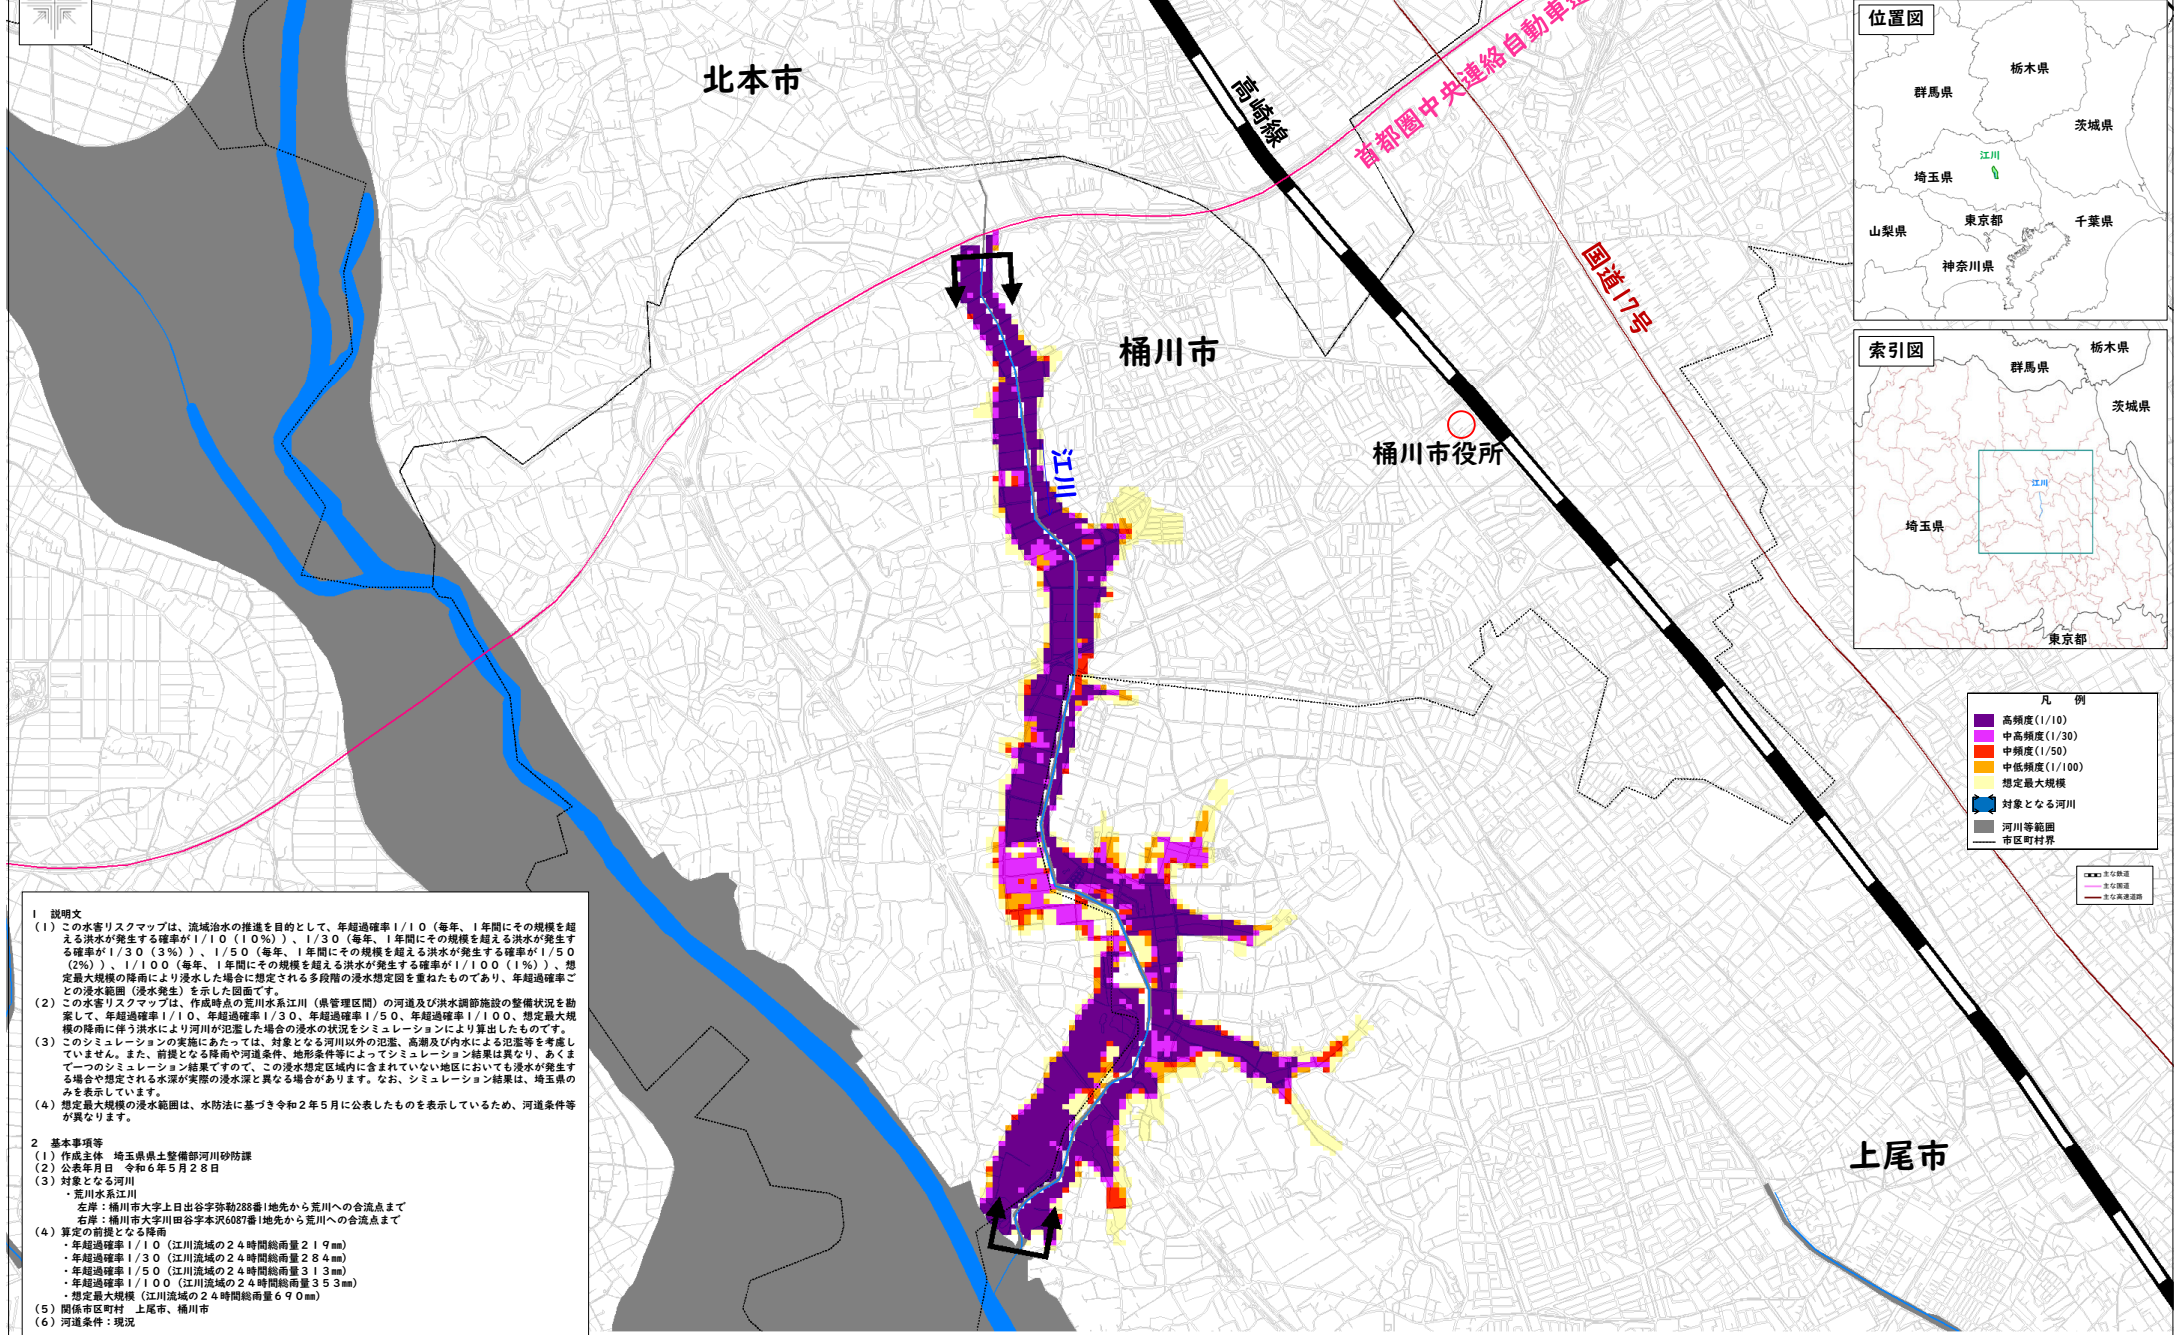 北本市
高崎線
首都圏中央連絡自動車道
国道17号
桶川市
桶川市役所
江川
上尾市
位置図
栃木県
群馬県
茨城県
江川
埼玉県
東京都
千葉県
山梨県
神奈川県
索引図
栃木県
群馬県
茨城県
江川
埼玉県
東京都
凡 例
高頻度(1/10)
中高頻度(1/30)
中頻度(1/50)
中低頻度(1/100)
想定最大規模
対象となる河川
河川等範囲
市区町村界
主な鉄道
主な国道
主な高速道路
1 説明文
(1)この水害リスクマップは、流域治水の推進を目的として、年超過確率1/10(毎年、1年間にその規模を超
える洪水が発生する確率が1/10(10%))、1/30(毎年、1年間にその規模を超える洪水が発生す
る確率が1/30(3%))、1/50(毎年、1年間にその規模を超える洪水が発生する確率が1/50
(2%))、1/100(毎年、1年間にその規模を超える洪水が発生する確率が1/100(1%))、想
定最大規模の降雨により浸水した場合に想定される多段階の浸水想定図を重ねたものであり、年超過確率ご
との浸水範囲(浸水発生)を示した図面です。
(2)この水害リスクマップは、作成時点の荒川水系江川(県管理区間)の河道及び洪水調節施設の整備状況を勘
案して、年超過確率1/10、年超過確率1/30、年超過確率1/50、年超過確率1/100、想定最大規
模の降雨に伴う洪水により河川が氾濫した場合の浸水の状況をシミュレーションにより算出したものです。
(3)このシミュレーションの実施にあたっては、対象となる河川以外の氾濫、高潮及び内水による氾濫等を考慮し
ていません。また、前提となる降雨や河道条件、地形条件等によってシミュレーション結果は異なり、あくま
で一つのシミュレーション結果ですので、この浸水想定区域内に含まれていない地区においても浸水が発生す
る場合や想定される水深が実際の浸水深と異なる場合があります。なお、シミュレーション結果は、埼玉県の
みを表示しています。
(4)想定最大規模の浸水範囲は、水防法に基づき令和2年5月に公表したものを表示しているため、河道条件等
が異なります。
2 基本事項等
(1)作成主体 埼玉県県土整備部河川砂防課
(2)公表年月日 令和6年5月28日
(3)対象となる河川
・荒川水系江川
左岸:桶川市大字上日出谷字弥勒288番1地先から荒川への合流点まで
右岸:桶川市大字川田谷字本沢6087番1地先から荒川への合流点まで
(4)算定の前提となる降雨
・年超過確率1/10(江川流域の24時間総雨量219mm)
・年超過確率1/30(江川流域の24時間総雨量284mm)
・年超過確率1/50(江川流域の24時間総雨量313mm)
・年超過確率1/100(江川流域の24時間総雨量353mm)
・想定最大規模(江川流域の24時間総雨量690mm)
(5)関係市区町村 上尾市、桶川市
(6)河道条件:現況